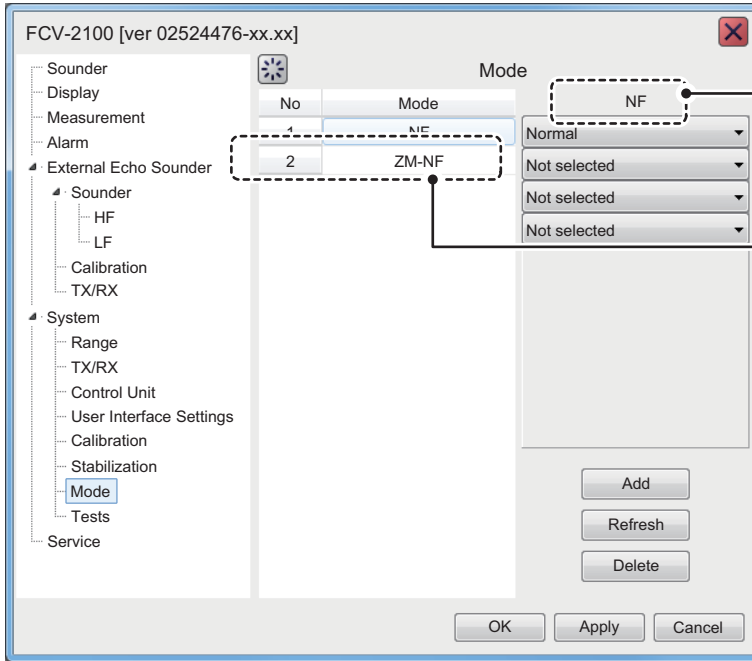 FCV-2100 [ver 02524476-xx.xx]
Sounder
Display
Measurement
Alarm
External Echo Sounder
Sounder
HF
LF
Calibration
TX/RX
System
Range
TX/RX
Control Unit
User Interface Settings
Calibration
Stabilization
Mode
Tests
Service
Mode
No Mode NF
1 NF Normal
2 ZM-NF Not selected
Not selected
Not selected
Add
Refresh
Delete
OK Apply Cancel